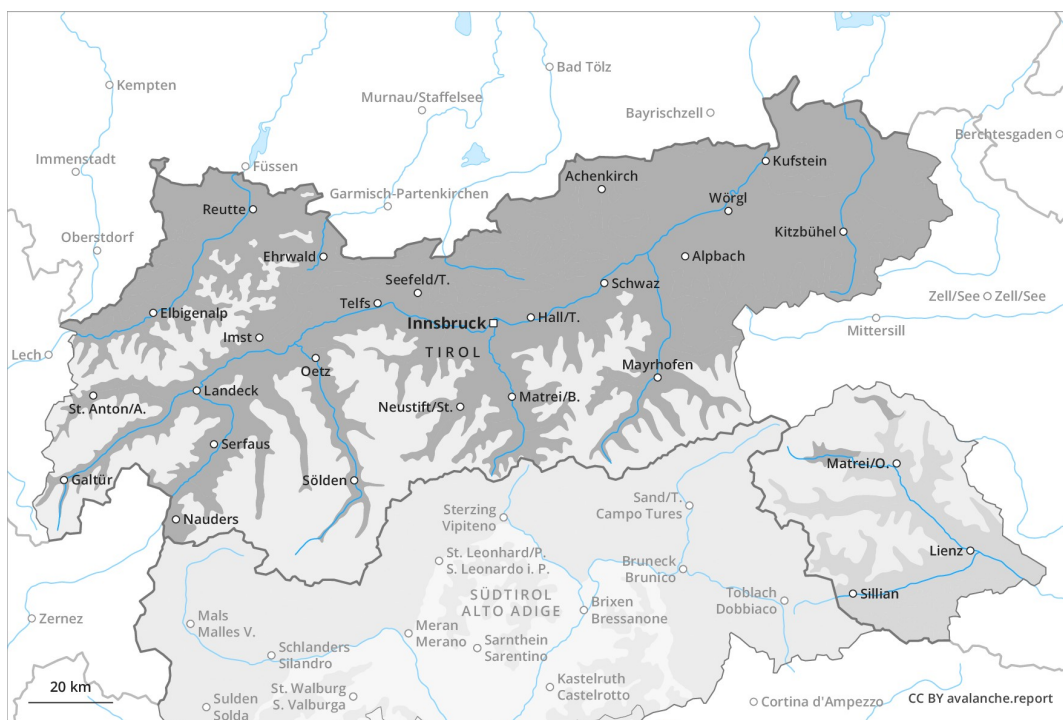 Kempten
Bad Tölz
Murnau/Staffelsee
Bayrischzell
Berchtesgaden
Immenstadt
Füssen
Kufstein
Achenkirch
Garmisch-Partenkirchen
Reutte
Wörgl
Oberstdorf
Kitzbühel
Ehrwald
Alpbach
Seefeld/T.
Schwaz
Telfs
Zell/See
Zell/See
Elbigenalp
Innsbruck
Hall/T.
Mittersill
Imst
Lech
TIROL
Oetz
Mayrhofen
Landeck
Matrei/B.
St. Anton/A.
Neustift/St.
Serfaus
Matrei/O.
Galtür
Sölden
Sand/T.
Campo Tures
Sterzing
Vipiteno
Nauders
Lienz
St. Leonhard/P.
S. Leonardo i. P.
Bruneck
Brunico
SÜDTIROL
ALTO ADIGE
Sillian
Toblach
Dobbiaco
Brixen
Bressanone
Zernez
Mals
Malles V.
Meran
Merano
Sarnthein
Sarentino
Schlanders
Silandro
Kastelruth
Castelrotto
20 km
St. Walburg
S. Valburga
Sulden
Solda
Cortina d'Ampezzo
CC BY avalanche.report